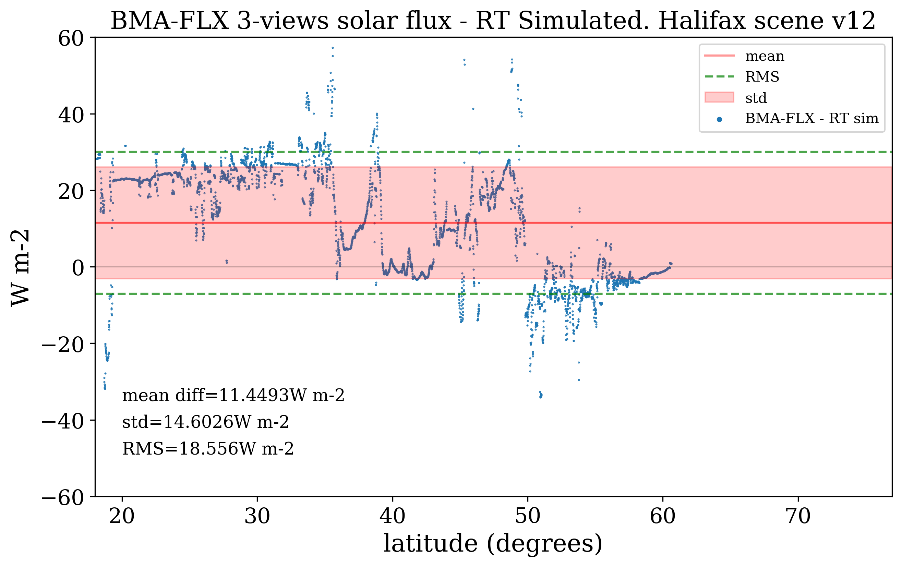 BMA-FLX 3-views solar flux - RT Simulated. Halifax scene v12
60
40
20
0
−20
−40
−60
W m-2
mean
RMS
std
BMA-FLX - RT sim
mean diff=11.4493W m-2
std=14.6026W m-2
RMS=18.556W m-2
20 30 40 50 60 70
latitude (degrees)